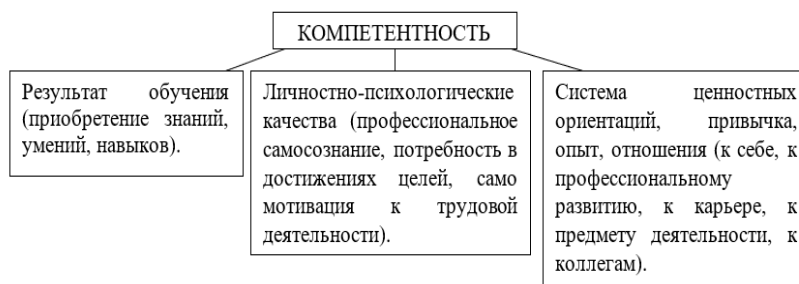 КОМПЕТЕНТНОСТЬ
Результат обучения
(приобретение знаний,
умений, навыков).
Личностно-психологические
качества (профессиональное
самосознание, потребность в
достижениях целей, само
мотивация к трудовой
деятельности).
Система ценностных
ориентаций, привычка,
опыт, отношения (к себе, к
профессиональному
развитию, к карьере, к
предмету деятельности, к
коллегам).